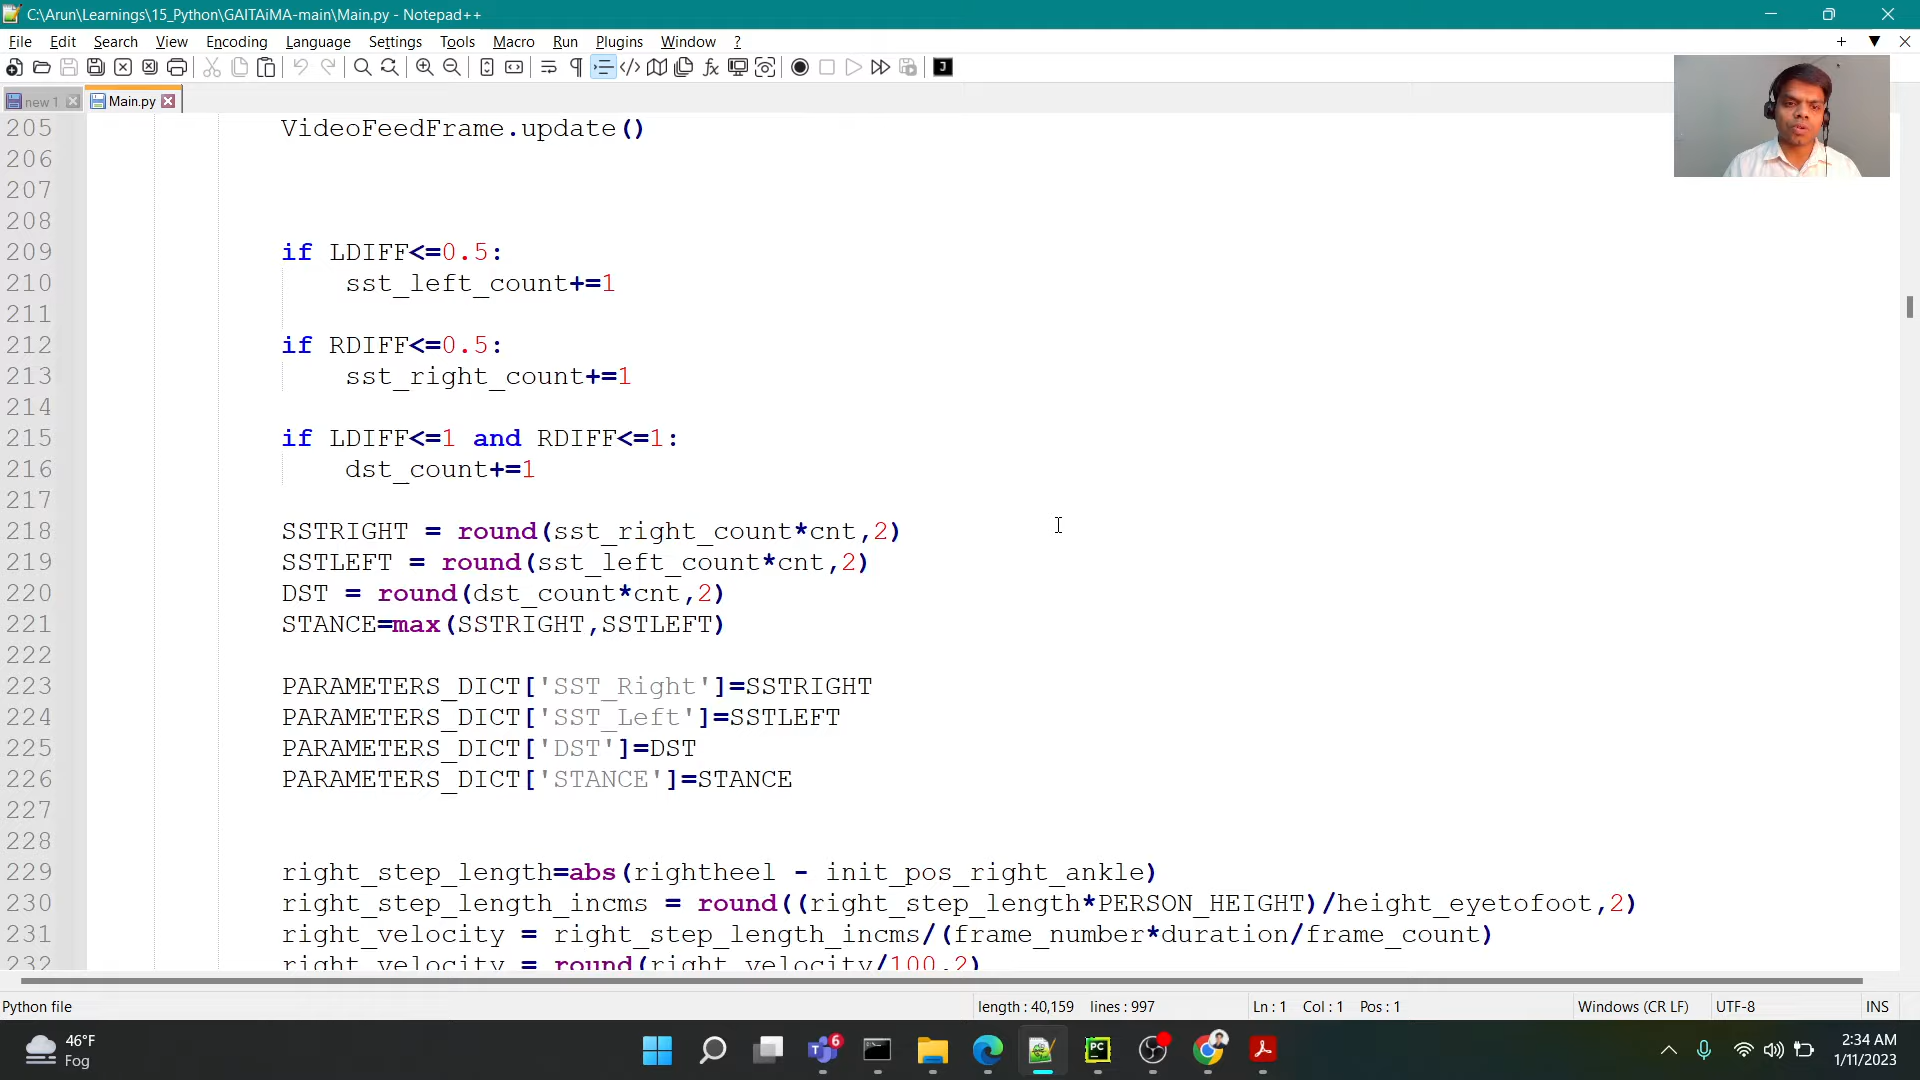 C:\Arun\Learnings\15_Python\GAITAiMA-main\Main.py - Notepad++
File Edit Search View Encoding Language Settings Tools Macro Run Plugins Window ?
new 1 Main.py
205 VideoFeedFrame.update()
206
207
208
209 if LDIFF<=0.5:
210 sst_left_count+=1
211
212 if RDIFF<=0.5:
213 sst_right_count+=1
214
215 if LDIFF<=1 and RDIFF<=1:
216 dst_count+=1
217
218 SSTRIGHT = round(sst_right_count*cnt,2)
219 SSTLEFT = round(sst_left_count*cnt,2)
220 DST = round(dst_count*cnt,2)
221 STANCE=max(SSTRIGHT,SSTLEFT)
222
223 PARAMETERS_DICT['SST_Right']=SSTRIGHT
224 PARAMETERS_DICT['SST_Left']=SSTLEFT
225 PARAMETERS_DICT['DST']=DST
226 PARAMETERS_DICT['STANCE']=STANCE
227
228
229 right_step_length=abs(rightheel - init_pos_right_ankle)
230 right_step_length_incms = round((right_step_length*PERSON_HEIGHT)/height_eyetofoot,2)
231 right_velocity = right_step_length_incms/(frame_number*duration/frame_count)
232 right_velocity = round(right_velocity/100,2)
Python file length : 40,159 lines : 997 Ln : 1 Col : 1 Pos : 1 Windows (CR LF) UTF-8 INS
46°F
Fog
6
PC
2:34 AM
1/11/2023